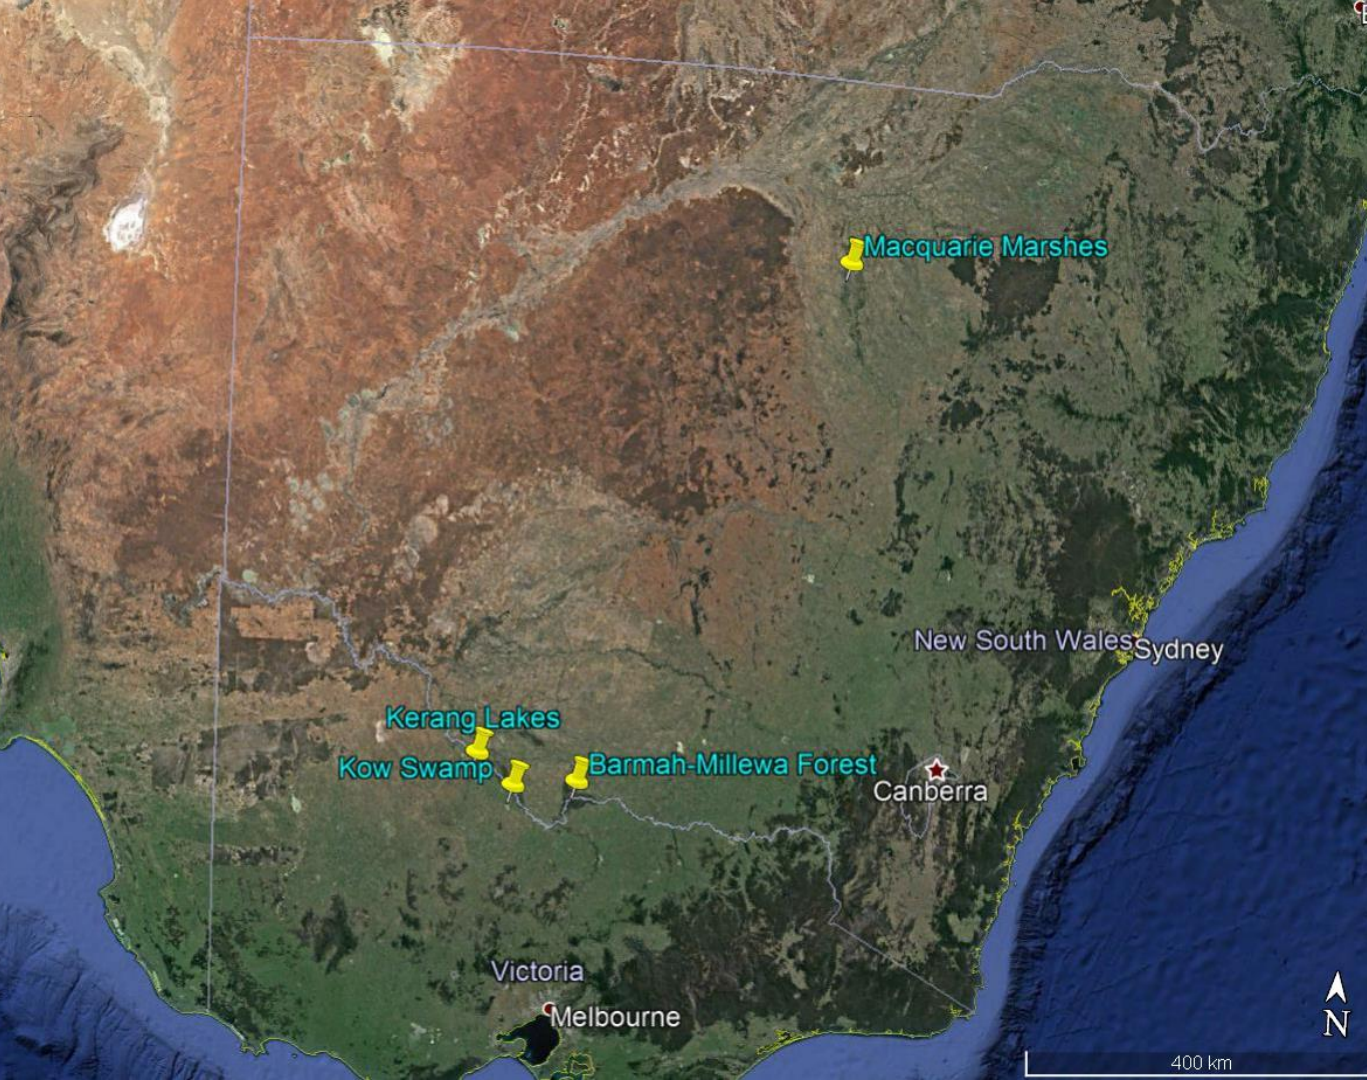 Macquarie Marshes
New South Wales
Sydney
Kerang Lakes
Kow Swamp
Barmah-Millewa Forest
Canberra
Victoria
Melbourne
N
400 km